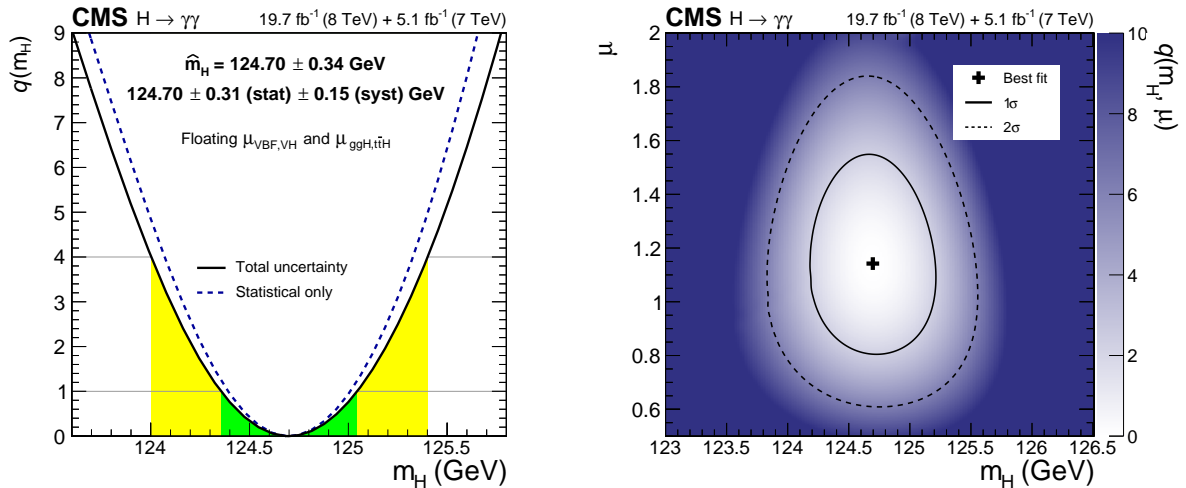 CMS H → γγ 19.7 fb⁻¹ (8 TeV) + 5.1 fb⁻¹ (7 TeV)
q(m_H)
9
8
7
6
5
4
3
2
1
0
m̂_H = 124.70 ± 0.34 GeV
124.70 ± 0.31 (stat) ± 0.15 (syst) GeV
Floating μ_VBF,VH and μ_ggH,tt̄H
Total uncertainty
Statistical only
124 124.5 125 125.5
m_H (GeV)
CMS H → γγ 19.7 fb⁻¹ (8 TeV) + 5.1 fb⁻¹ (7 TeV)
μ
2
1.8
1.6
1.4
1.2
1
0.8
0.6
Best fit
1σ
2σ
123 123.5 124 124.5 125 125.5 126 126.5
m_H (GeV)
10
8
6
4
2
0
q(m_H, μ)